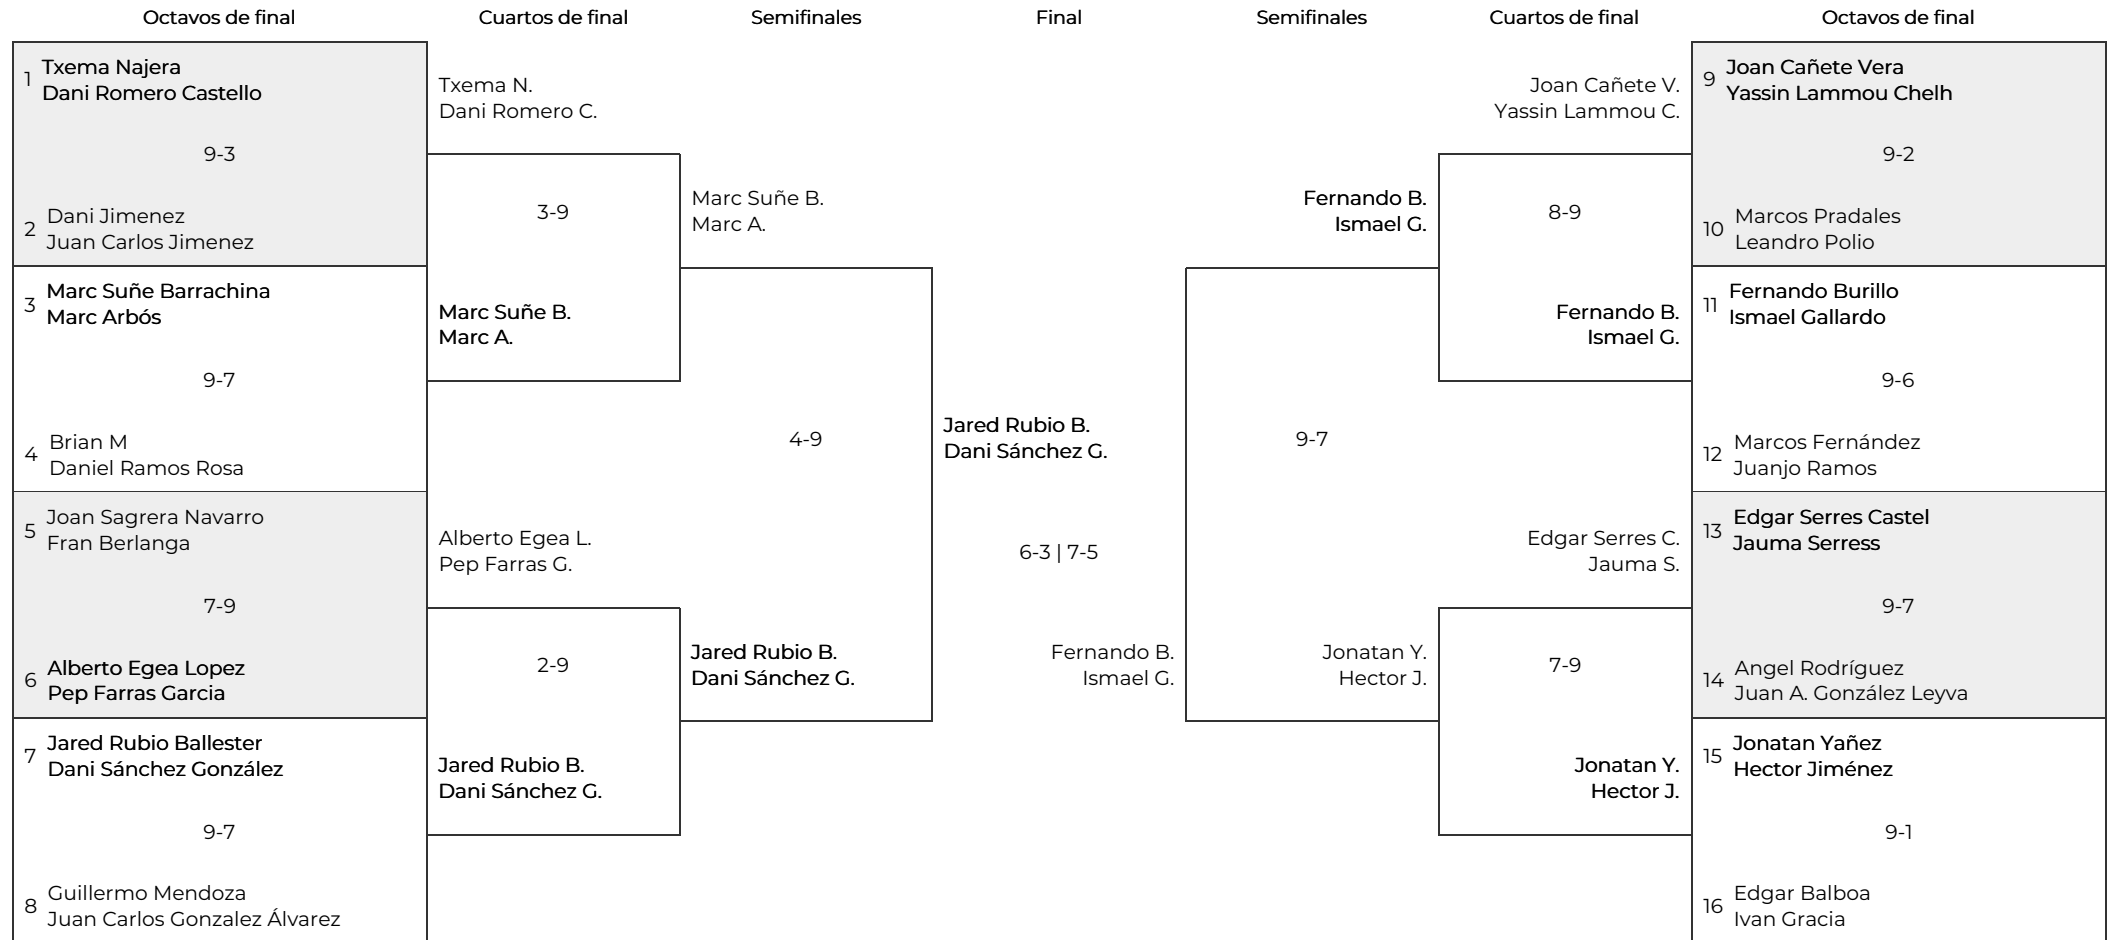 Octavos de final
Cuartos de final
Semifinales
Final
Semifinales
Cuartos de final
Octavos de final
1
Txema Najera
Dani Romero Castello
9-3
2
Dani Jimenez
Juan Carlos Jimenez
3
Marc Suñe Barrachina
Marc Arbós
9-7
4
Brian M
Daniel Ramos Rosa
5
Joan Sagrera Navarro
Fran Berlanga
7-9
6
Alberto Egea Lopez
Pep Farras Garcia
7
Jared Rubio Ballester
Dani Sánchez González
9-7
8
Guillermo Mendoza
Juan Carlos Gonzalez Álvarez
Txema N.
Dani Romero C.
3-9
Marc Suñe B.
Marc A.
Alberto Egea L.
Pep Farras G.
2-9
Jared Rubio B.
Dani Sánchez G.
Marc Suñe B.
Marc A.
4-9
Jared Rubio B.
Dani Sánchez G.
Jared Rubio B.
Dani Sánchez G.
6-3 | 7-5
Fernando B.
Ismael G.
Fernando B.
Ismael G.
9-7
Jonatan Y.
Hector J.
Joan Cañete V.
Yassin Lammou C.
8-9
Fernando B.
Ismael G.
Edgar Serres C.
Jauma S.
7-9
Jonatan Y.
Hector J.
9
Joan Cañete Vera
Yassin Lammou Chelh
9-2
10
Marcos Pradales
Leandro Polio
11
Fernando Burillo
Ismael Gallardo
9-6
12
Marcos Fernández
Juanjo Ramos
13
Edgar Serres Castel
Jauma Serress
9-7
14
Angel Rodríguez
Juan A. González Leyva
15
Jonatan Yañez
Hector Jiménez
9-1
16
Edgar Balboa
Ivan Gracia